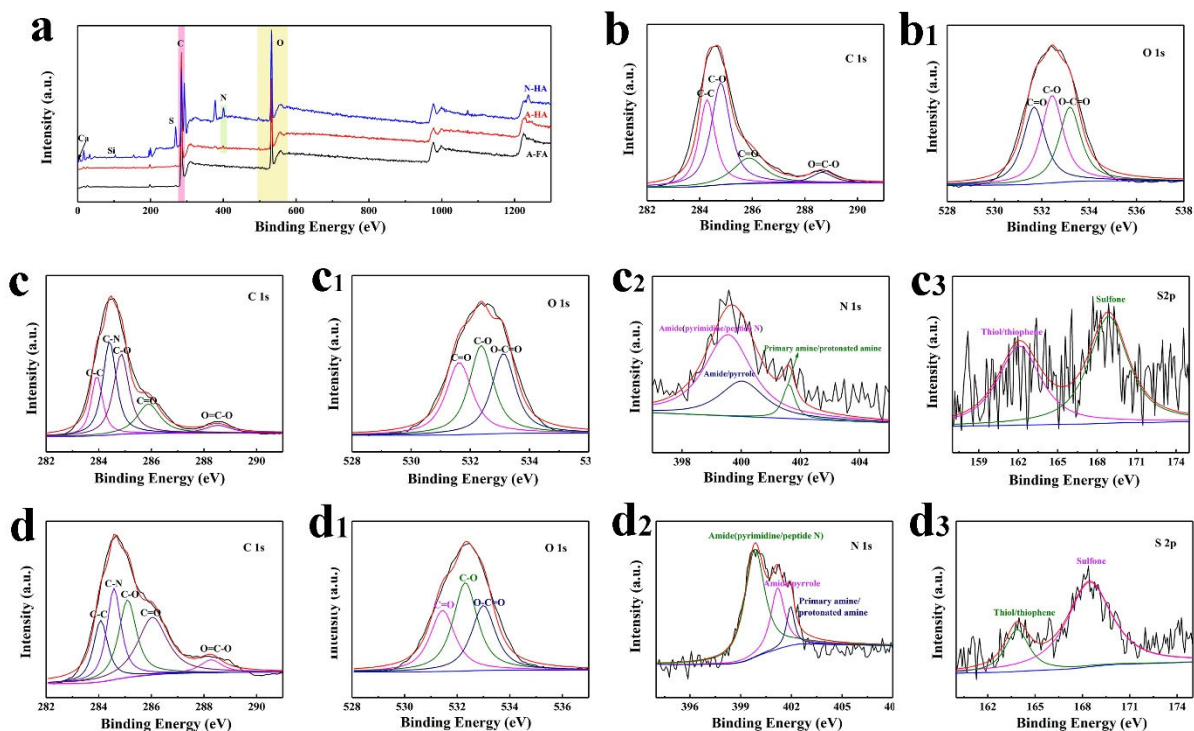 a
C
O
N
S
Ca
Si
N-HA
A-HA
A-FA
Intensity (a.u.)
0 200 400 600 800 1000 1200
Binding Energy (eV)
b
C 1s
C-O
C-C
C=O
O=C-O
Intensity (a.u.)
282 284 286 288 290
Binding Energy (eV)
b1
O 1s
C=O
C-O
O-C=O
Intensity (a.u.)
528 530 532 534 536 538
Binding Energy (eV)
c
C 1s
C-N
C-O
C-C
C=O
O=C-O
Intensity (a.u.)
282 284 286 288 290
Binding Energy (eV)
c1
O 1s
C=O
C-O
O-C=O
Intensity (a.u.)
528 530 532 534 53
Binding Energy (eV)
c2
N 1s
Amide(pyrimidine/peptide N)
Primary amine/protonated amine
Amide/pyrrole
Intensity (a.u.)
398 400 402 404
Binding Energy (eV)
c3
S2p
Sulfone
Thiol/thiophene
Intensity (a.u.)
159 162 165 168 171 174
Binding Energy (eV)
d
C 1s
C-N
C-O
C-C
C=O
O=C-O
Intensity (a.u.)
282 284 286 288 290
Binding Energy (eV)
d1
O 1s
C-O
C=O
O-C=O
Intensity (a.u.)
528 530 532 534 536
Binding Energy (eV)
d2
Amide(pyrimidine/peptide N)
N 1s
Amide/pyrrole
Primary amine/
protonated amine
Intensity (a.u.)
396 399 402 405 40
Binding Energy (eV)
d3
S 2p
Sulfone
Thiol/thiophene
Intensity (a.u.)
162 165 168 171 174
Binding Energy (eV)